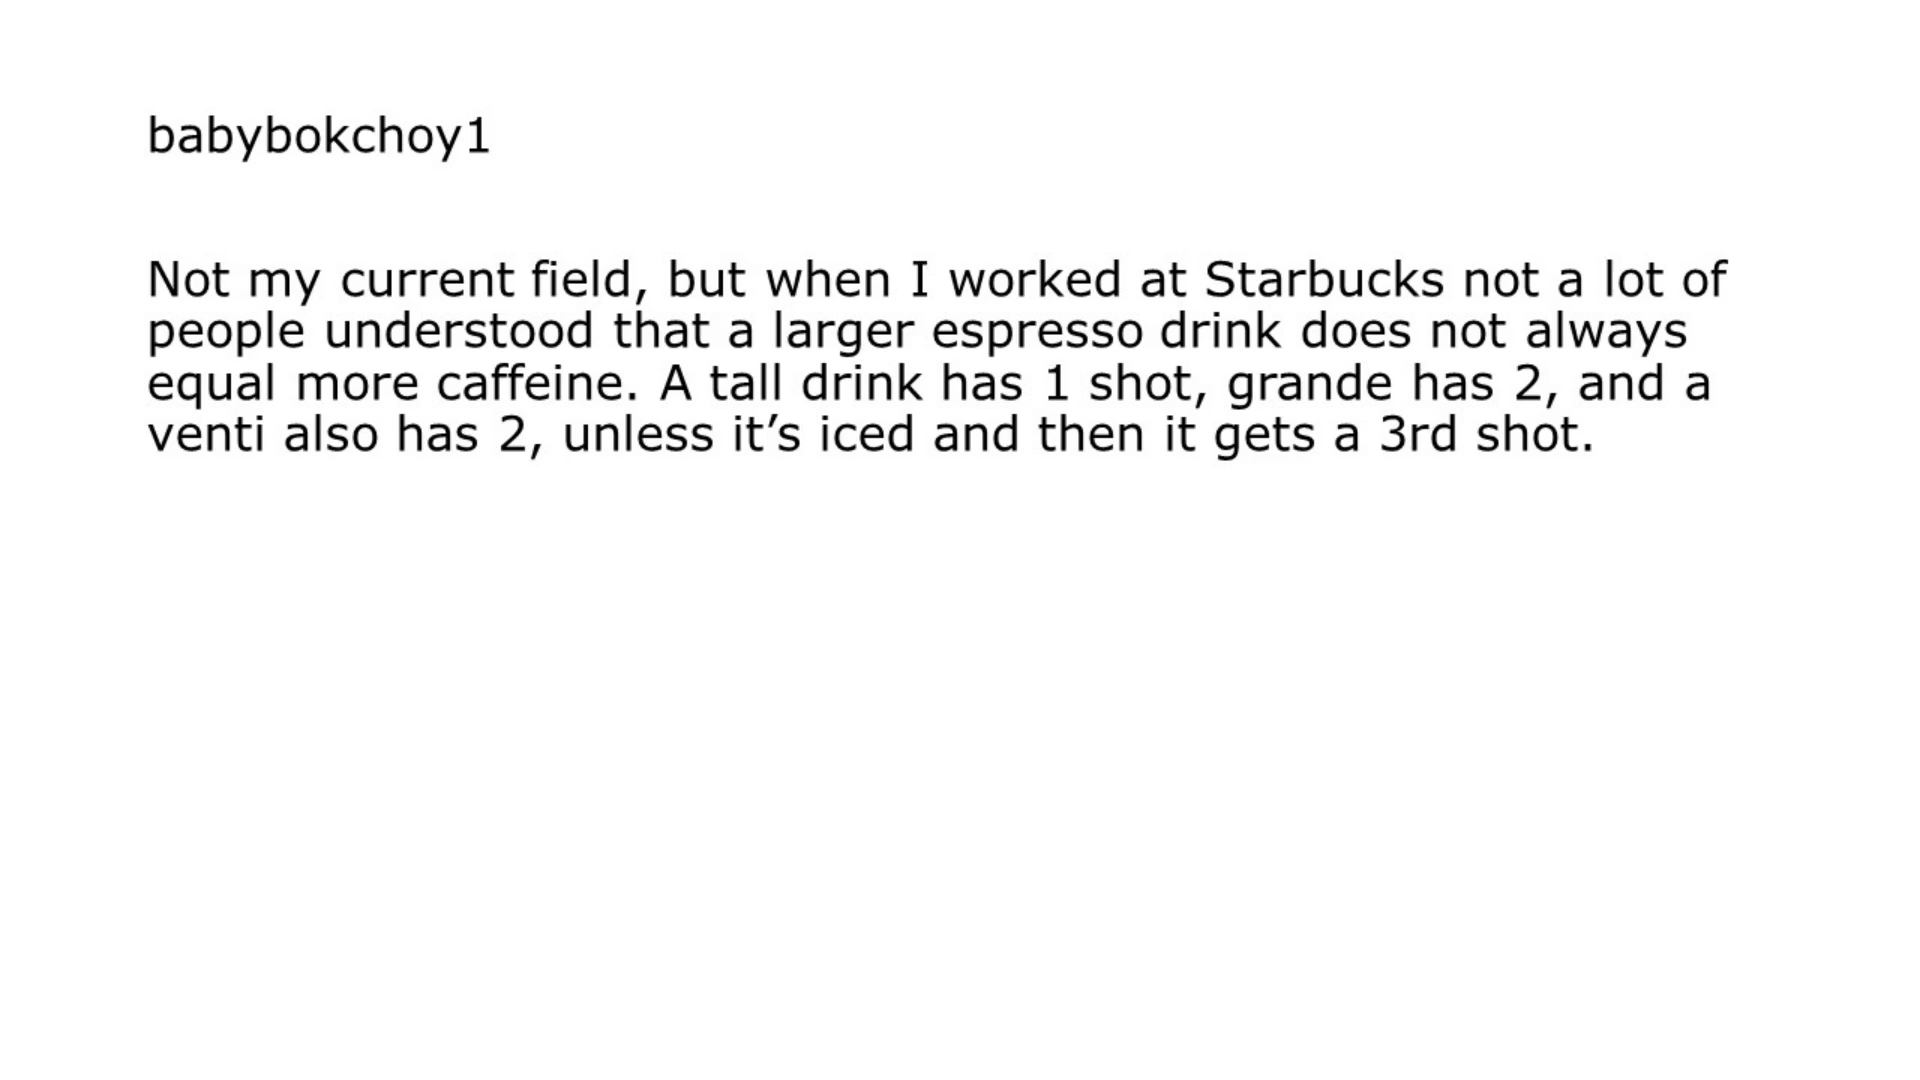 babybokchoy1
Not my current field, but when I worked at Starbucks not a lot of
people understood that a larger espresso drink does not always
equal more caffeine. A tall drink has 1 shot, grande has 2, and a
venti also has 2, unless it’s iced and then it gets a 3rd shot.